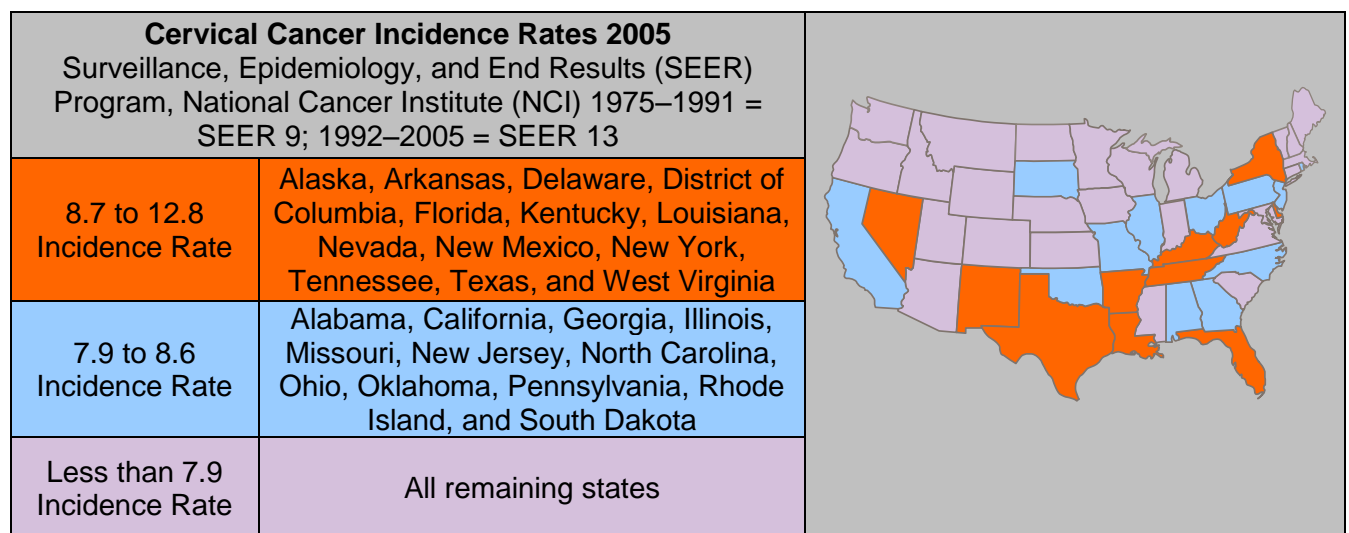 Cervical Cancer Incidence Rates 2005
Surveillance, Epidemiology, and End Results (SEER)
Program, National Cancer Institute (NCI) 1975–1991 =
SEER 9; 1992–2005 = SEER 13
8.7 to 12.8
Incidence Rate
Alaska, Arkansas, Delaware, District of
Columbia, Florida, Kentucky, Louisiana,
Nevada, New Mexico, New York,
Tennessee, Texas, and West Virginia
7.9 to 8.6
Incidence Rate
Alabama, California, Georgia, Illinois,
Missouri, New Jersey, North Carolina,
Ohio, Oklahoma, Pennsylvania, Rhode
Island, and South Dakota
Less than 7.9
Incidence Rate
All remaining states